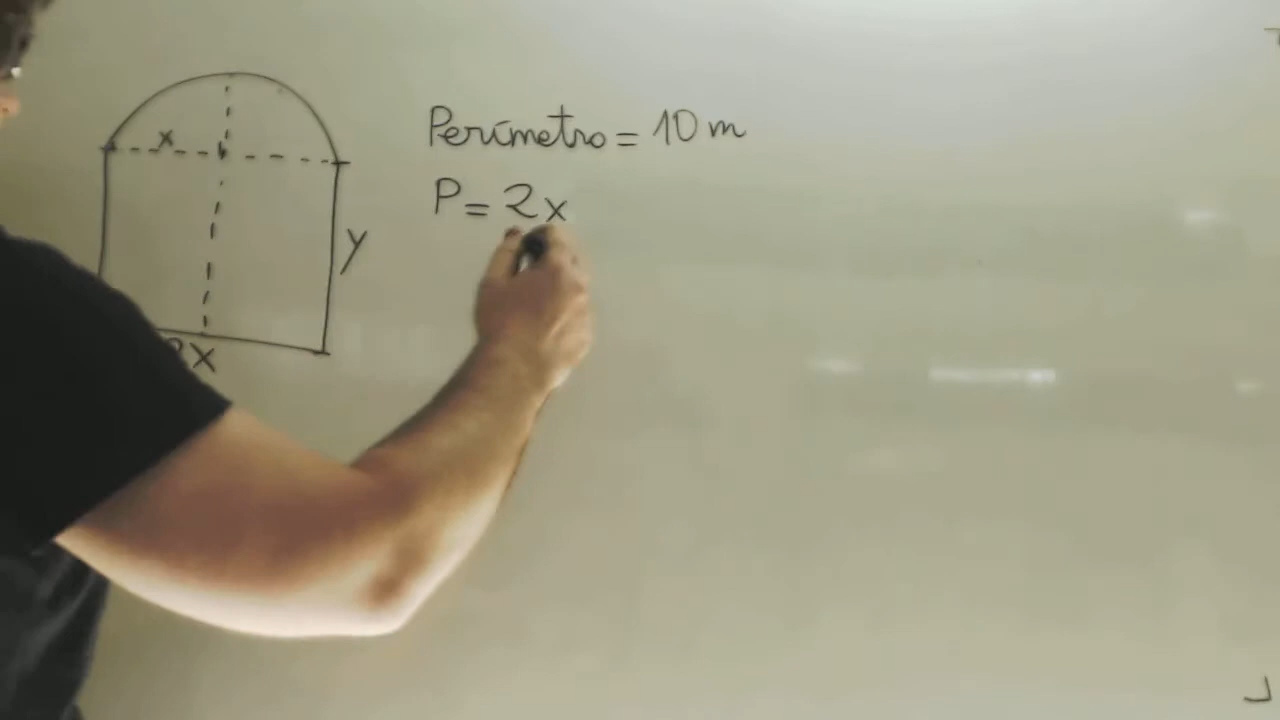 x
Perímetro = 10 m
P = 2x
y
2x